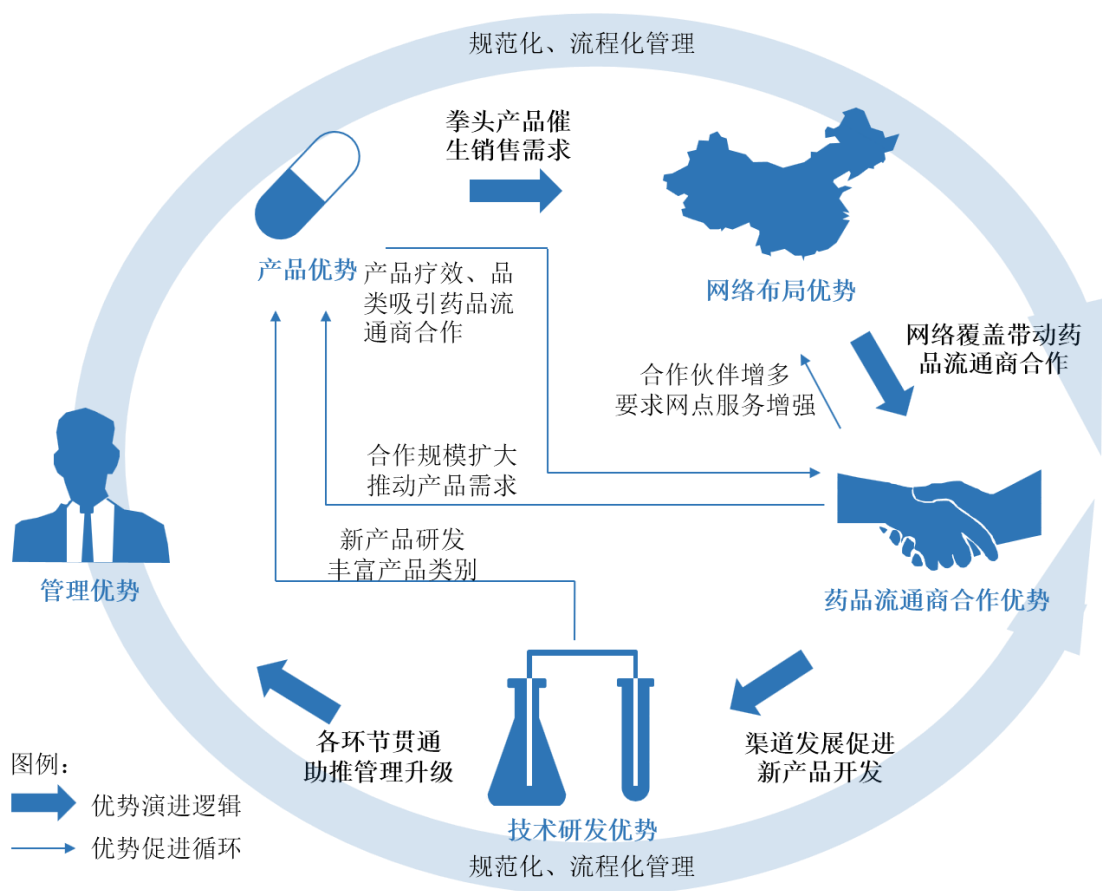 规范化、流程化管理
拳头产品催
生销售需求
产品优势
产品疗效、品
类吸引药品流
通商合作
网络布局优势
网络覆盖带动药
品流通商合作
合作伙伴增多
要求网点服务增强
合作规模扩大
推动产品需求
新产品研发
丰富产品类别
管理优势
药品流通商合作优势
各环节贯通
助推管理升级
渠道发展促进
新产品开发
技术研发优势
图例：
优势演进逻辑
优势促进循环
规范化、流程化管理